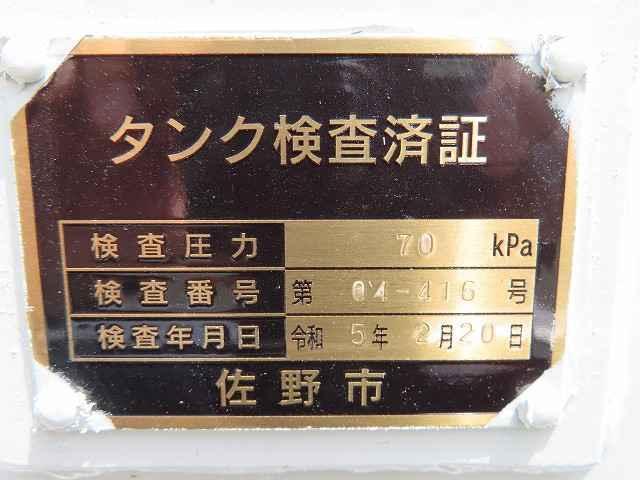 タンク検査済証
検査圧力 70 kPa
検査番号 第 04-416 号
検査年月日 令和 5年 2月20日
佐野市